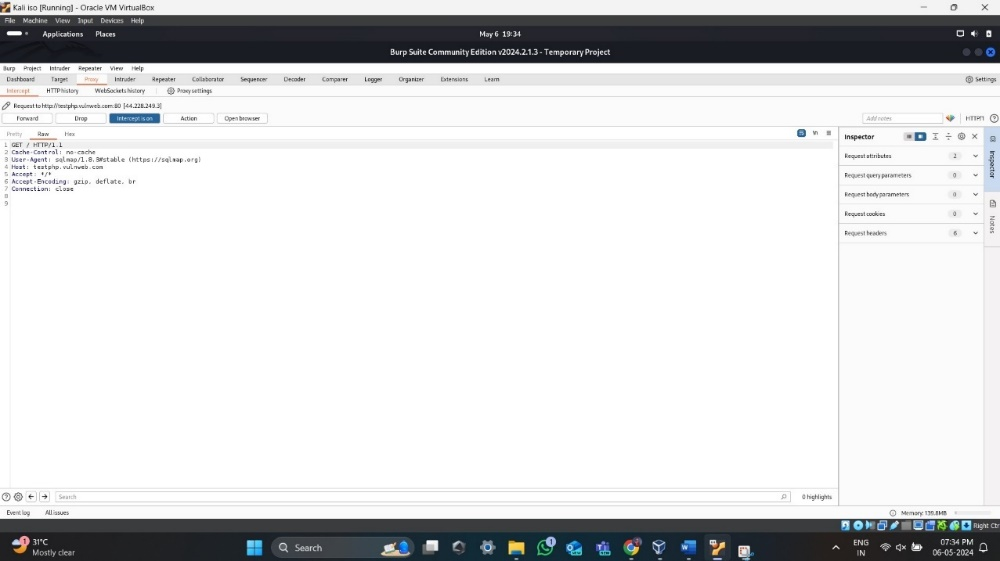 Kali iso [Running] - Oracle VM VirtualBox
File Machine View Input Devices Help
Applications Places May 6 19:34
Burp Suite Community Edition v2024.2.1.3 - Temporary Project
Burp Project Intruder Repeater View Help
Dashboard Target Proxy Intruder Repeater Collaborator Sequencer Decoder Comparer Logger Organizer Extensions Learn Settings
Intercept HTTP history WebSockets history Proxy settings
Request to http://testphp.vulnweb.com:80 [44.228.249.3]
Forward Drop Intercept is on Action Open browser Add notes HTTP/1
Pretty Raw Hex
Inspector
1 GET / HTTP/1.1
2 Cache-Control: no-cache
3 User-Agent: sqlmap/1.8.3#stable (https://sqlmap.org)
4 Host: testphp.vulnweb.com
5 Accept: */*
6 Accept-Encoding: gzip, deflate, br
7 Connection: close
8
9
Request attributes 2
Request query parameters 0
Request body parameters 0
Request cookies 0
Request headers 6
Inspector
Notes
Search 0 highlights
Event log All issues Memory: 139.8MB
Right Ctr
31°C
Mostly clear
Search
ENG
IN
07:34 PM
06-05-2024